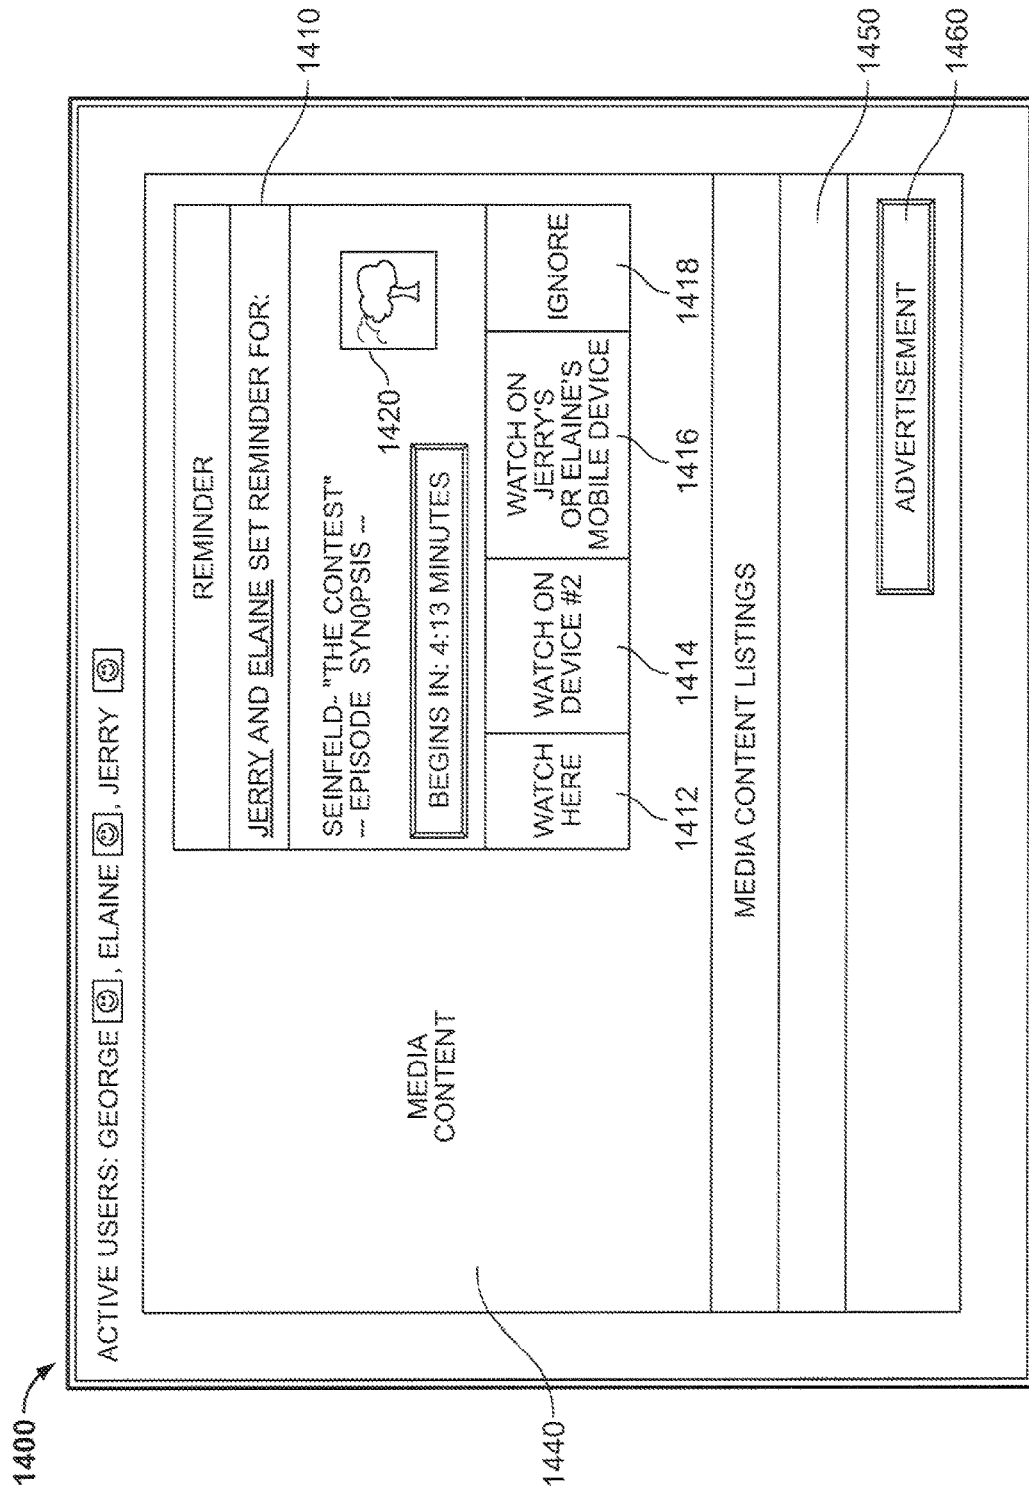 1400
ACTIVE USERS: GEORGE , ELAINE , JERRY
REMINDER
JERRY AND ELAINE SET REMINDER FOR:
1410
SEINFELD- "THE CONTEST"
-- EPISODE SYN0PSIS --
1420
BEGINS IN: 4:13 MINUTES
WATCH
HERE
WATCH ON
DEVICE #2
WATCH ON
JERRY'S
OR ELAINE'S
MOBILE DEVICE
IGNORE
1412
1414
1416
1418
MEDIA
CONTENT
1440
MEDIA CONTENT LISTINGS
1450
ADVERTISEMENT
1460